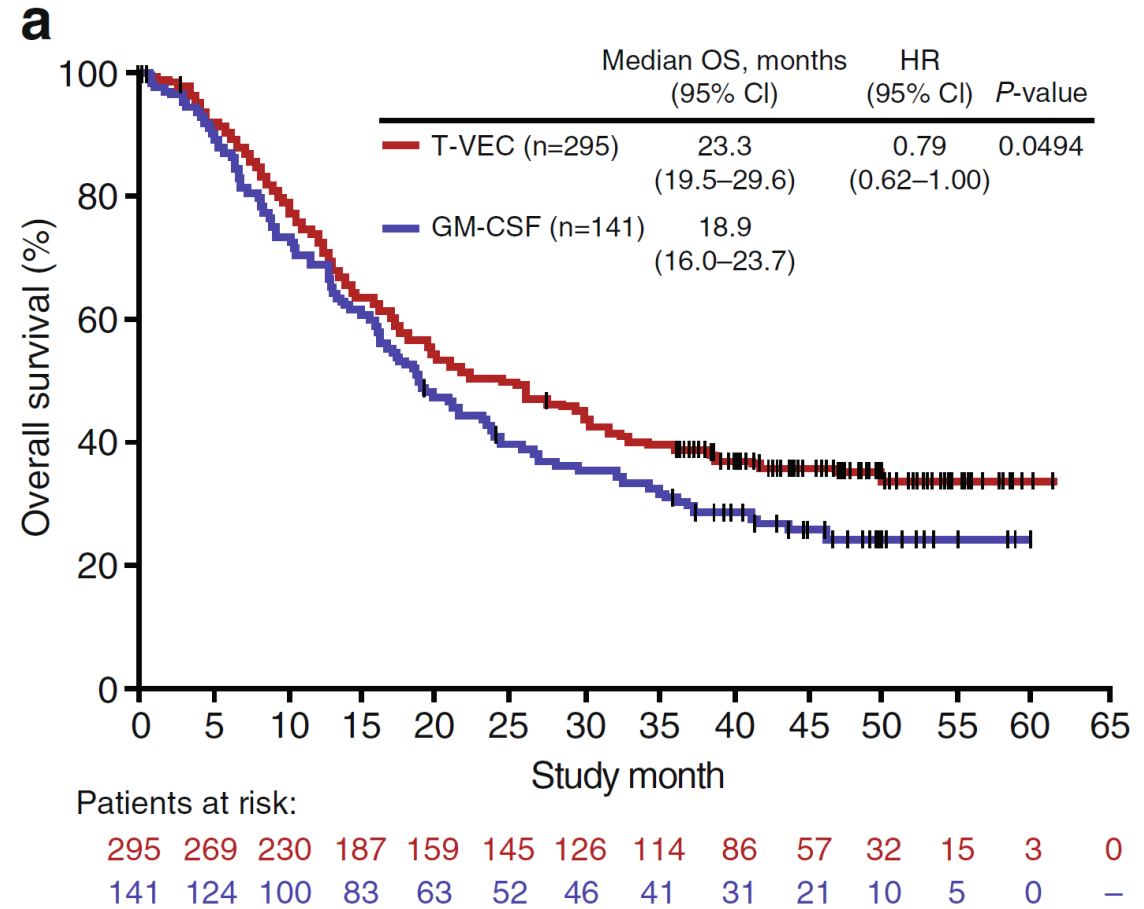 a
Median OS, months HR
(95% CI) (95% CI) P-value
T-VEC (n=295) 23.3 0.79 0.0494
(19.5–29.6) (0.62–1.00)
GM-CSF (n=141) 18.9
(16.0–23.7)
Overall survival (%)
100
80
60
40
20
0
0 5 10 15 20 25 30 35 40 45 50 55 60 65
Study month
Patients at risk:
295 269 230 187 159 145 126 114 86 57 32 15 3 0
141 124 100 83 63 52 46 41 31 21 10 5 0 –